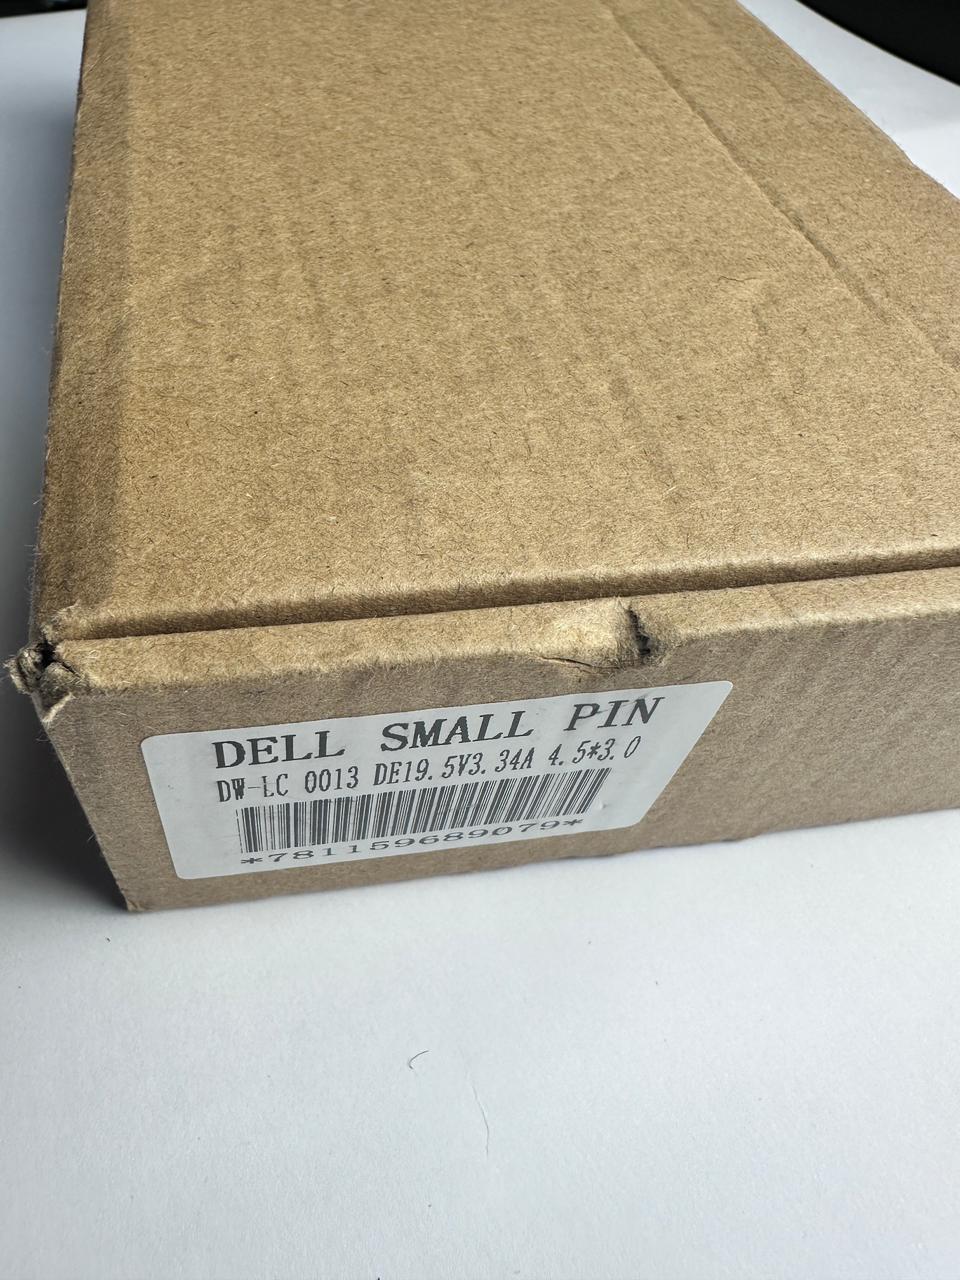 DELL SMALL PIN
DW-LC 0013 DE19.5V3.34A 4.5*3.0
*781159689079*